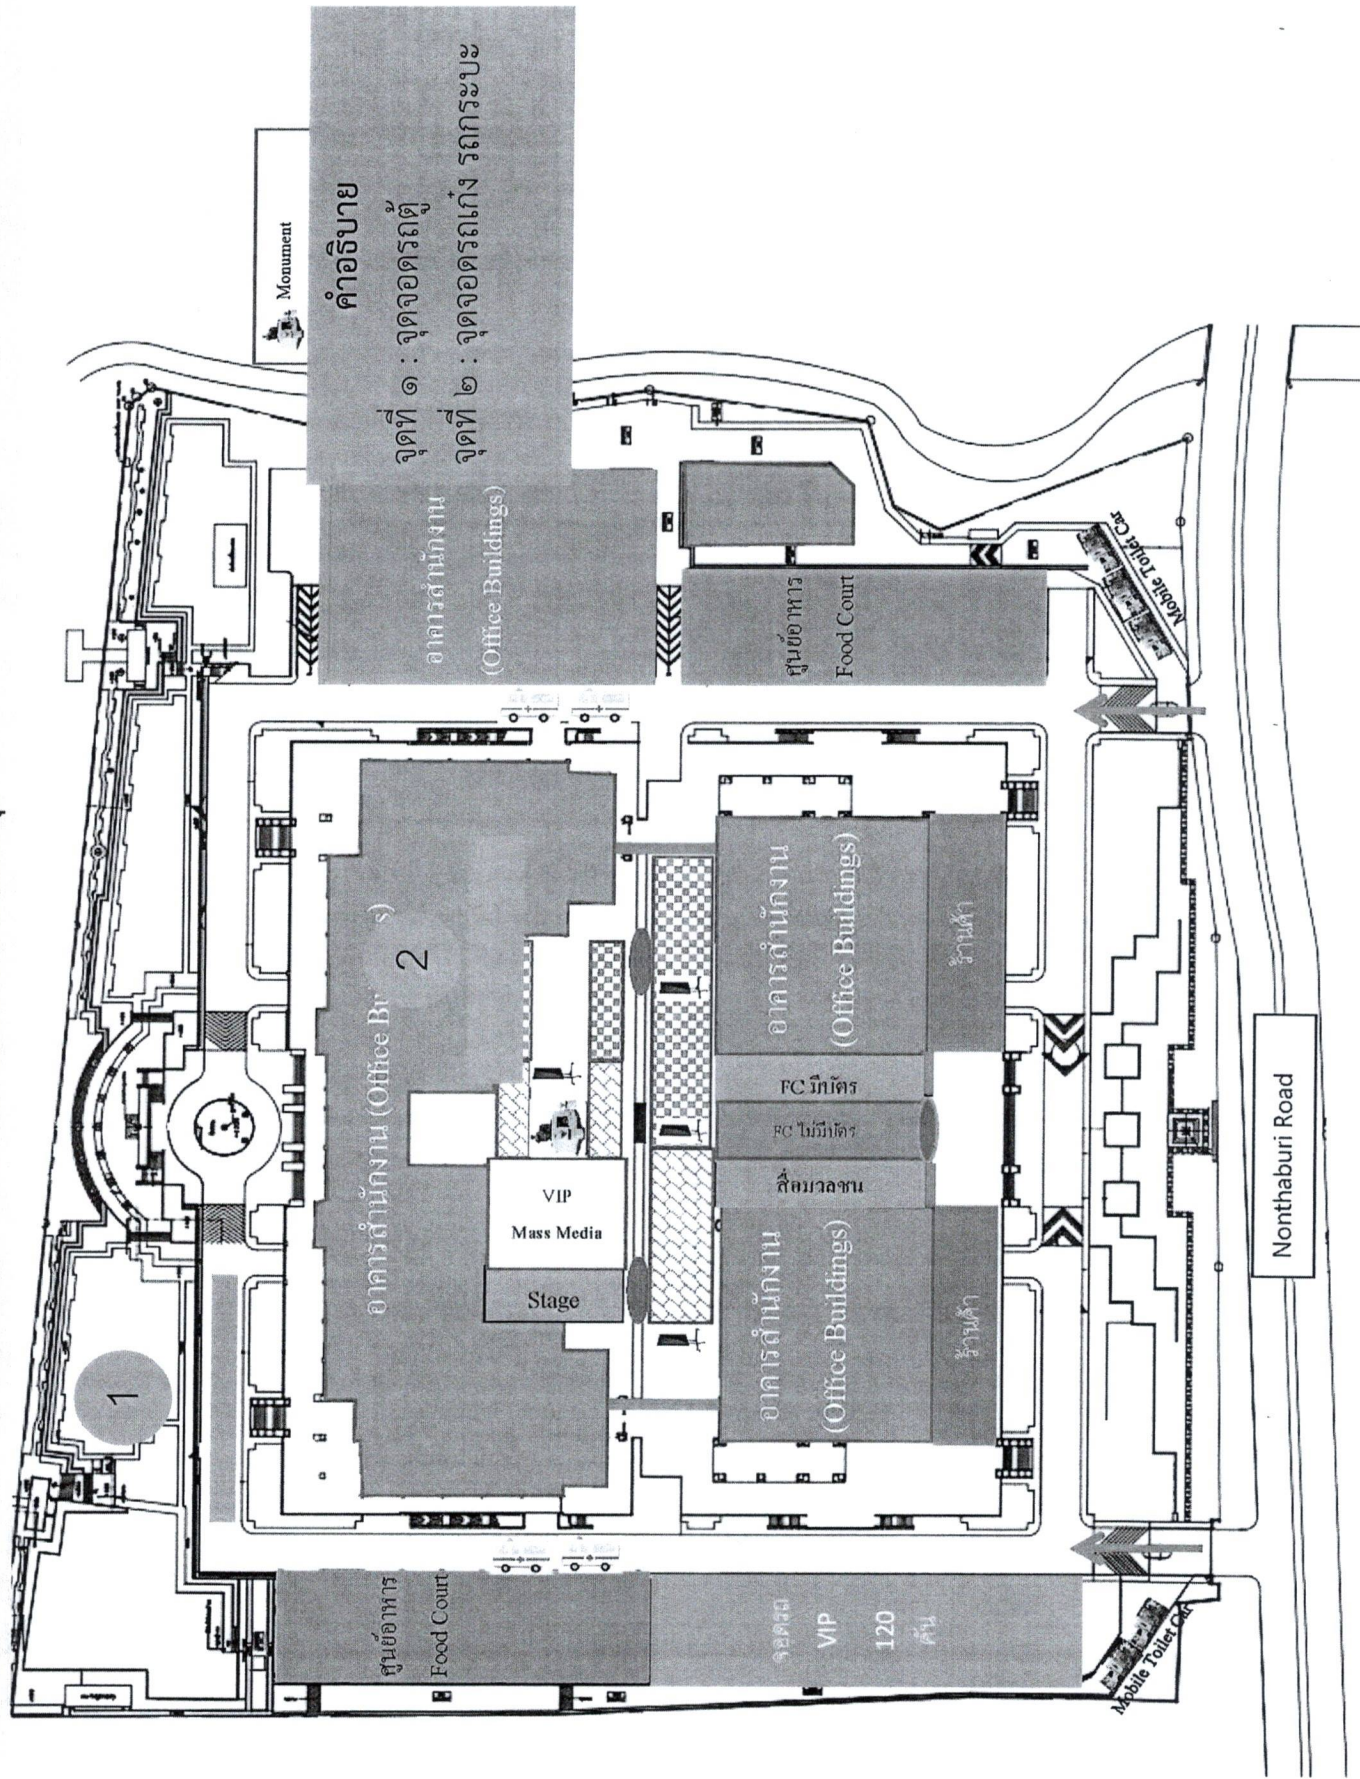 คำอธิบาย
จุดที่ ๑ : จุดจอดรถตู้
จุดที่ ๒ : จุดจอดรถเก๋ง รถกระบะ
Monument
อาคารสำนักงาน
(Office Buildings)
ศูนย์อาหาร
Food Court
Mobile Toilet Car
1
2
อาคารสำนักงาน (Office Bu
s)
VIP
Mass Media
Stage
อาคารสำนักงาน
(Office Buildings)
ร้านค้า
FC มีบัตร
FC ไม่มีบัตร
สื่อมวลชน
อาคารสำนักงาน
(Office Buildings)
ร้านค้า
ศูนย์อาหาร
Food Court
จอดรถ
VIP
120
คัน
Mobile Toilet Car
Nonthaburi Road